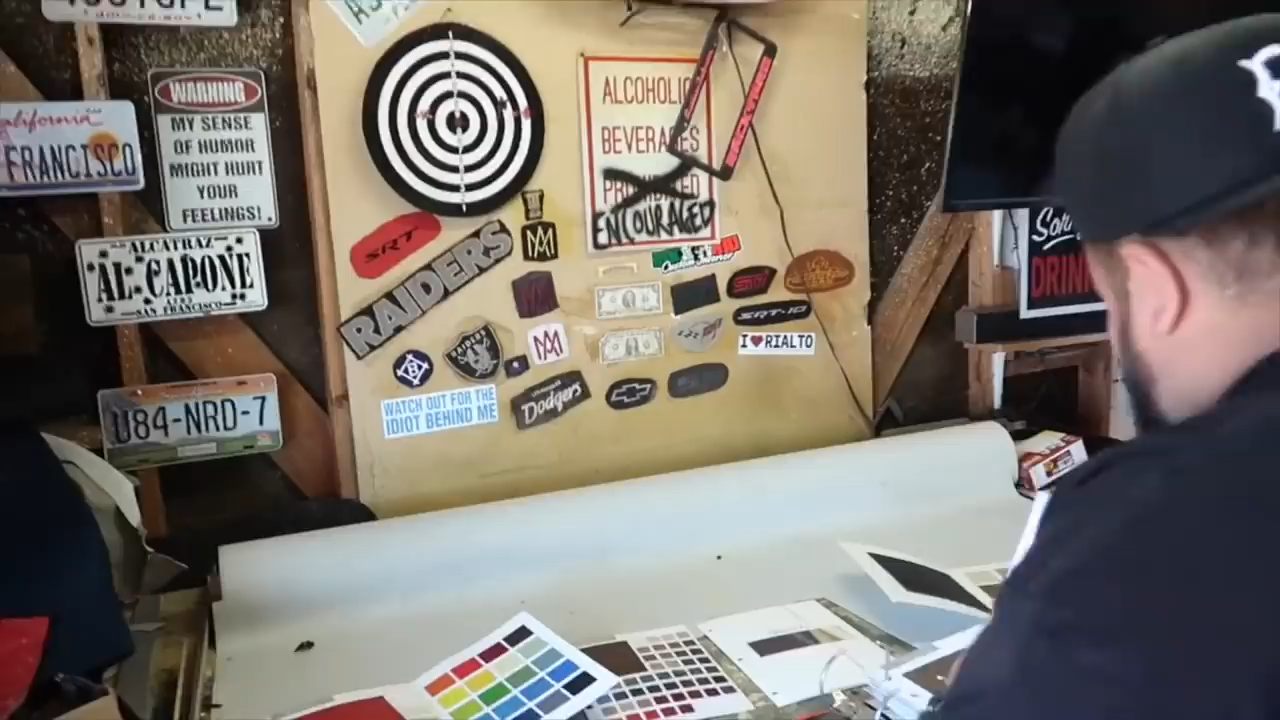 California
FRANCISCO
WARNING
MY SENSE
OF HUMOR
MIGHT HURT
YOUR
FEELINGS!
ALCATRAZ
AL CAPONE
SAN FRANCISCO
U84-NRD-7
ALCOHOLIC
BEVERAGES
PROHIBITED
ENCOURAGED
SRT
RAIDERS
RAIDERS
WATCH OUT FOR THE
IDIOT BEHIND ME
Dodgers
STI
SRT-10
I ❤ RIALTO
Sorry
DRINK